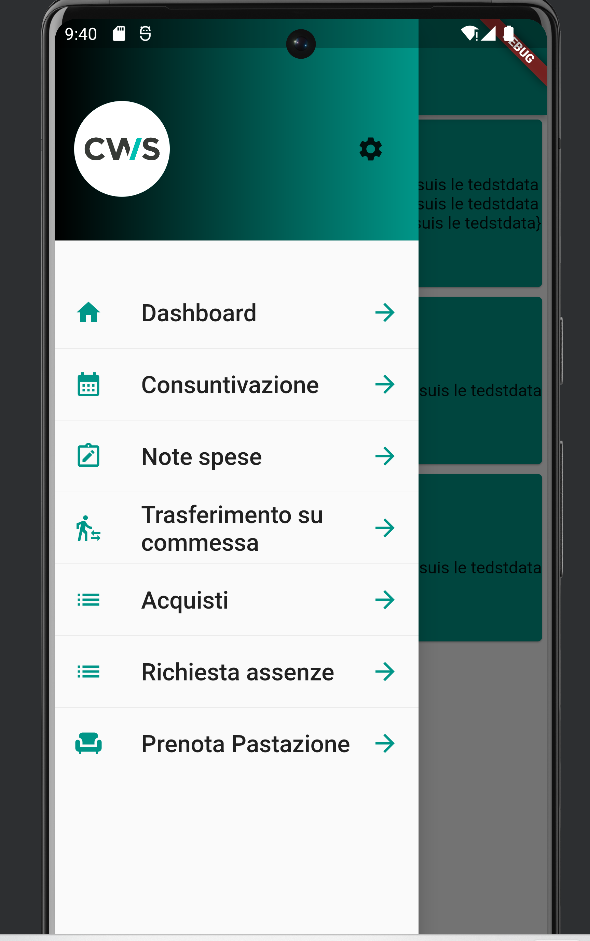 9:40
DEBUG
CWS
suis le tedstdata
suis le tedstdata
suis le tedstdata}
Dashboard
suis le tedstdata
Consuntivazione
Note spese
Trasferimento su
commessa
suis le tedstdata
Acquisti
Richiesta assenze
Prenota Pastazione